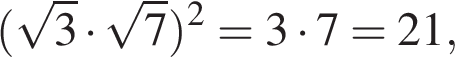 (√3 · √7)² = 3 · 7 = 21,